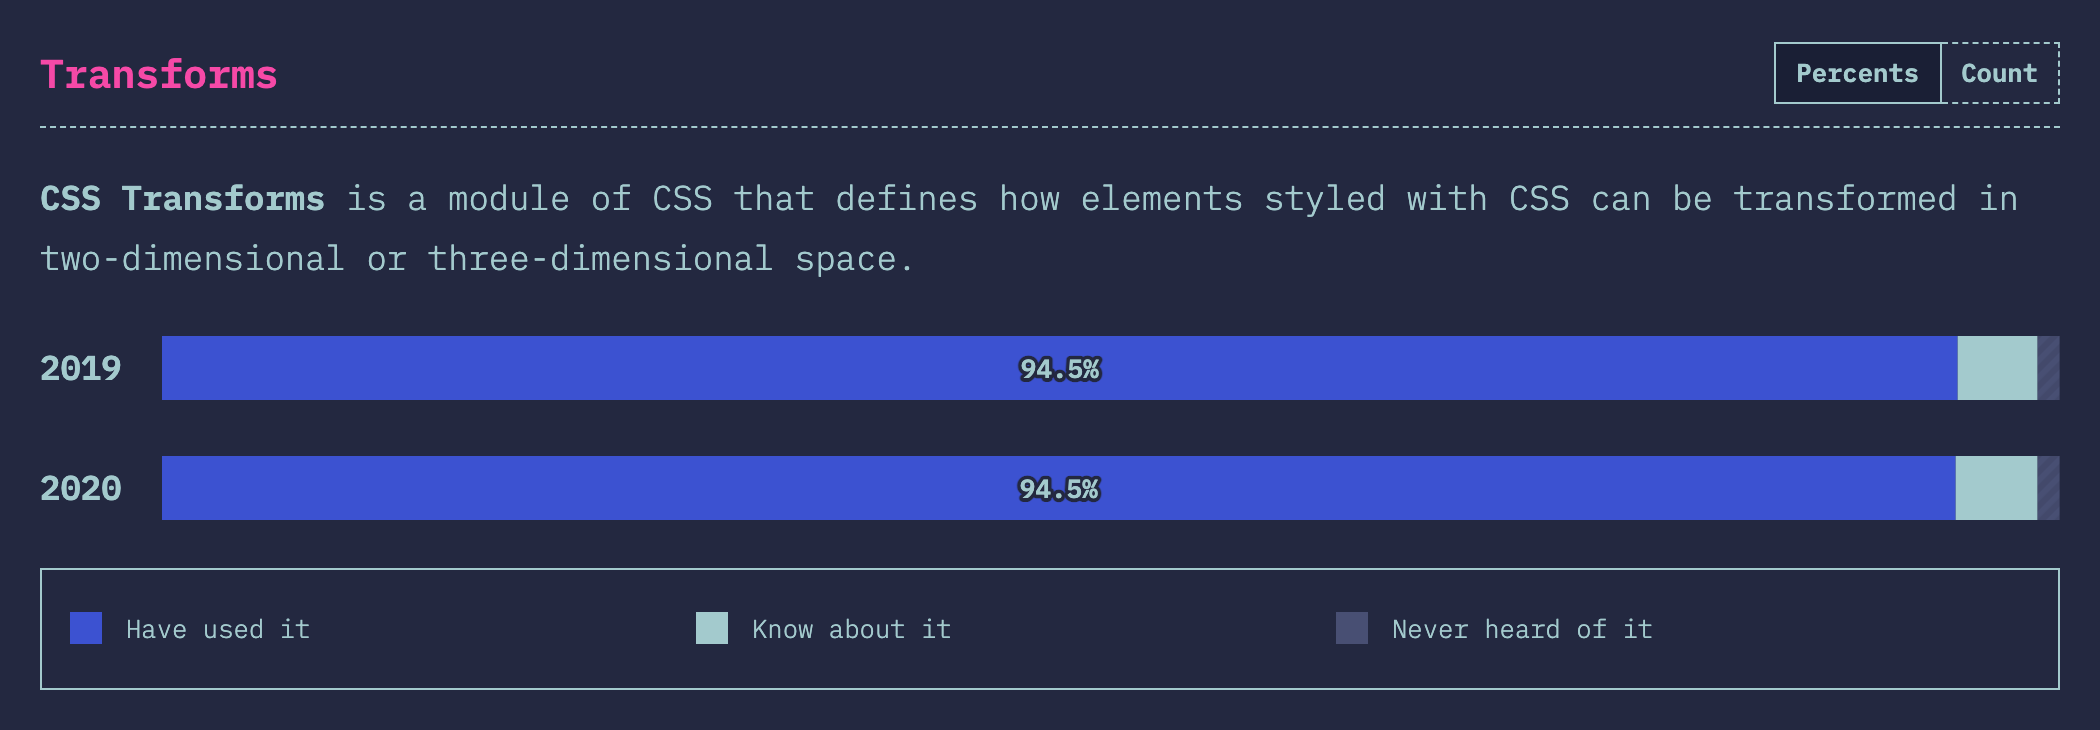 Transforms
Percents
Count
CSS Transforms is a module of CSS that defines how elements styled with CSS can be transformed in
two-dimensional or three-dimensional space.
2019
94.5%
2020
94.5%
Have used it
Know about it
Never heard of it